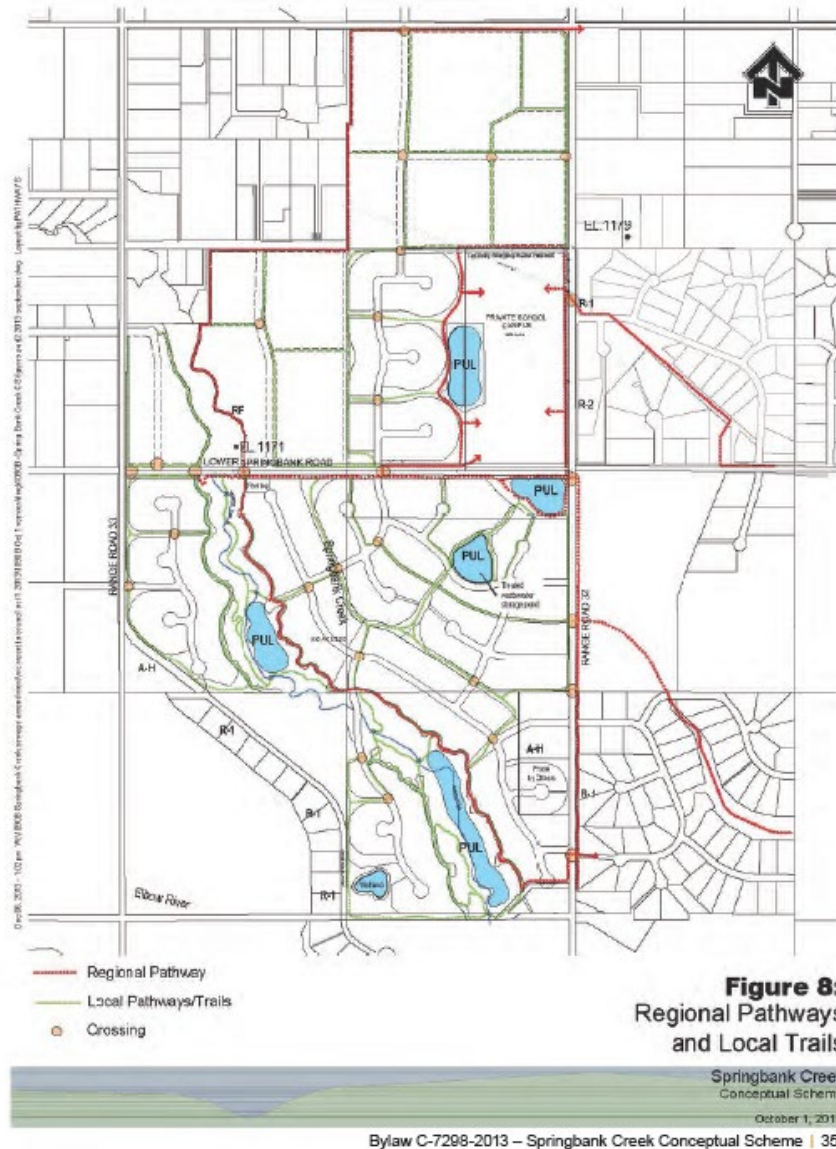 N
EL.1179
PRIVATE SCHOOL
CAMPUS
R-1
PUL
R-2
RF
EL.1171
LOWER SPRINGBANK ROAD
PUL
PUL
Springbank Creek
RANGE ROAD 33
RANGE ROAD 32
PUL
A-H
R-1
A-H
R-1
R-1
PUL
Wetland
R-1
Elbow River
Regional Pathway
Local Pathways/Trails
Crossing
Figure 8:
Regional Pathways
and Local Trails
Springbank Cree
Conceptual Schem
October 1, 201
Bylaw C-7298-2013 – Springbank Creek Conceptual Scheme | 35